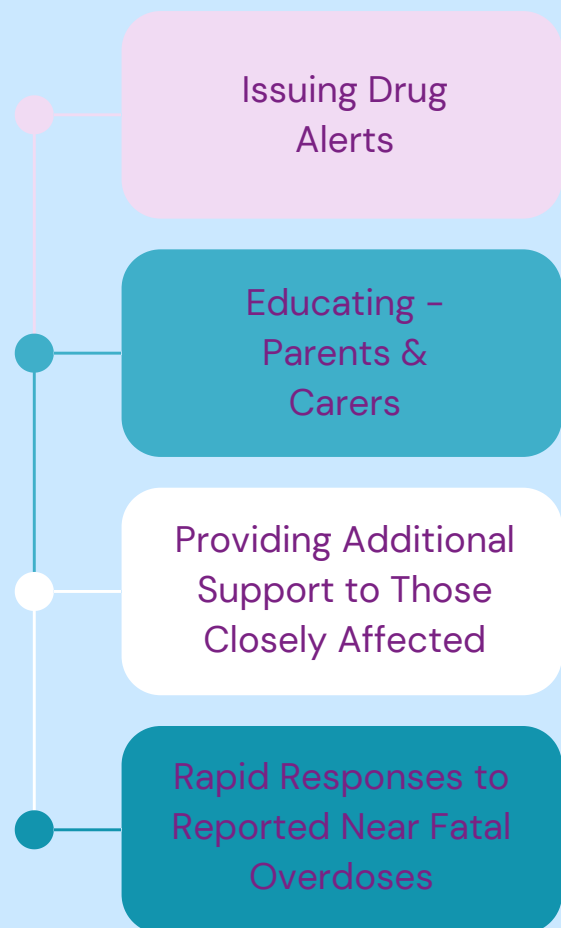 Issuing Drug
Alerts
Educating -
Parents &
Carers
Providing Additional
Support to Those
Closely Affected
Rapid Responses to
Reported Near Fatal
Overdoses